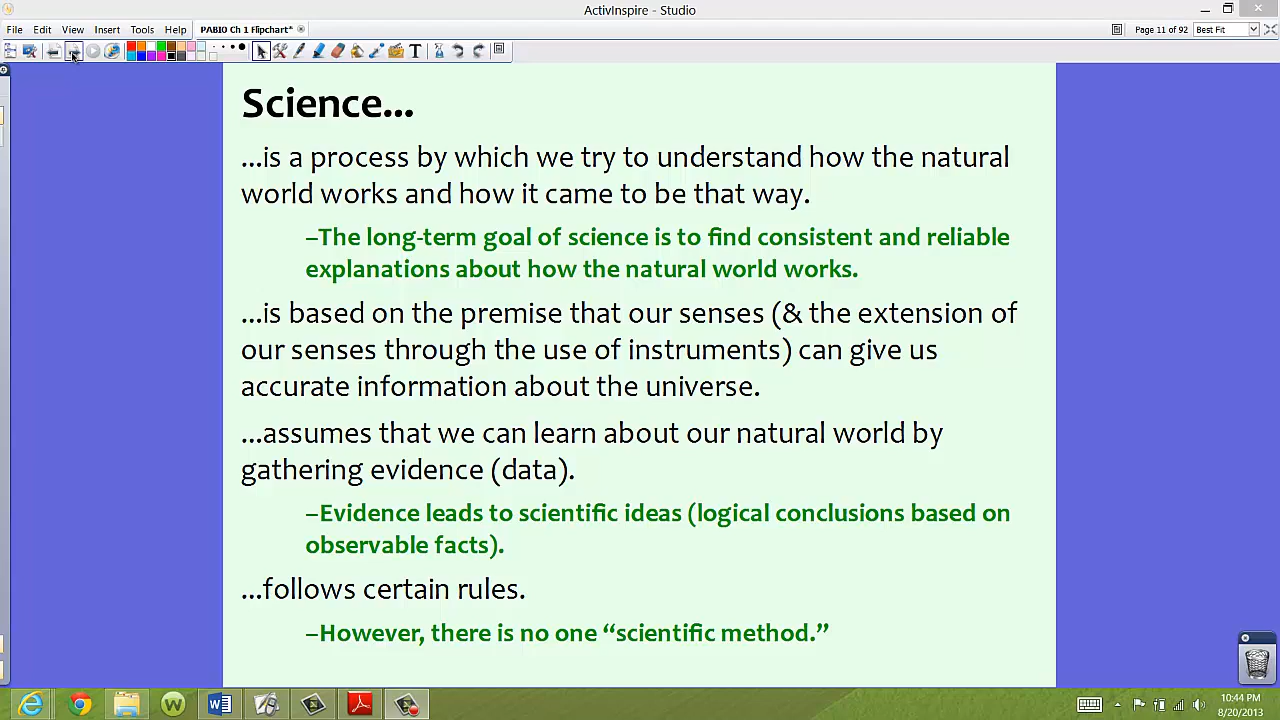 ActivInspire - Studio
File Edit View Insert Tools Help PABIO Ch 1 Flipchart* Page 11 of 92 Best Fit
Science...
...is a process by which we try to understand how the natural
world works and how it came to be that way.
–The long-term goal of science is to find consistent and reliable
explanations about how the natural world works.
...is based on the premise that our senses (& the extension of
our senses through the use of instruments) can give us
accurate information about the universe.
...assumes that we can learn about our natural world by
gathering evidence (data).
–Evidence leads to scientific ideas (logical conclusions based on
observable facts).
...follows certain rules.
–However, there is no one “scientific method.”
10:44 PM
8/20/2013